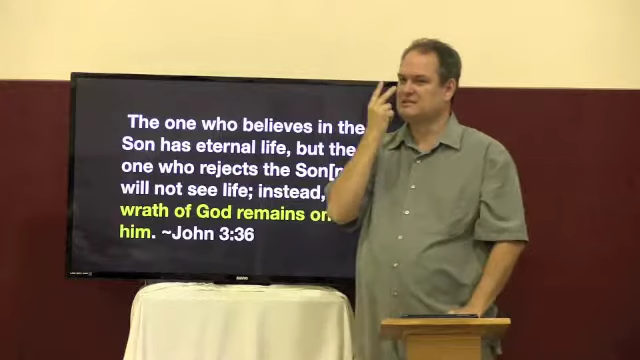 The one who believes in the
Son has eternal life, but the
one who rejects the Son[
will not see life; instead,
wrath of God remains on
him. ~John 3:36